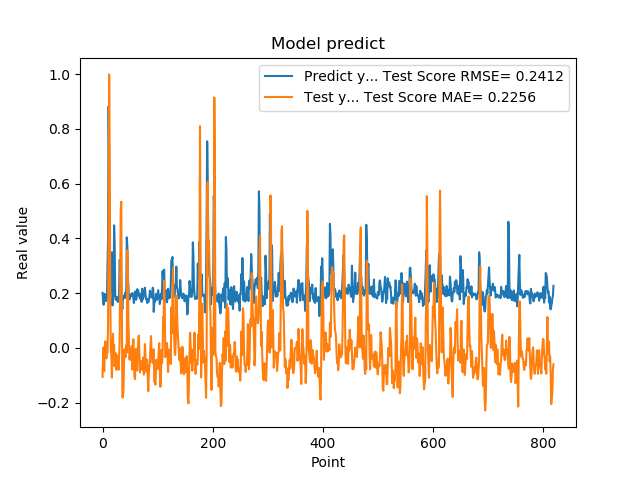 Model predict
Predict y... Test Score RMSE= 0.2412
Test y... Test Score MAE= 0.2256
1.0
0.8
0.6
0.4
0.2
0.0
−0.2
Real value
0 200 400 600 800
Point